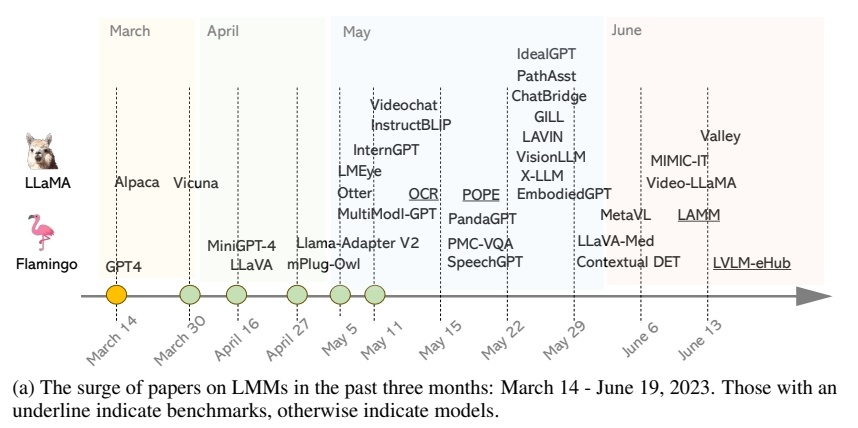 March
April
May
June
IdealGPT
PathAsst
ChatBridge
Videochat
GILL
InstructBLIP
LAVIN
Valley
InternGPT
VisionLLM
MIMIC-IT
LMEye
X-LLM
LLaMA
Alpaca
Vicuna
Video-LLaMA
Otter
OCR
POPE
EmbodiedGPT
MultiModl-GPT
PandaGPT
MetaVL
LAMM
MiniGPT-4
Llama-Adapter V2
PMC-VQA
LLaVA-Med
Flamingo
GPT4
LLaVA
mPlug-Owl
SpeechGPT
Contextual DET
LVLM-eHub
March 14
March 30
April 16
April 27
May 5
May 11
May 15
May 22
May 29
June 6
June 13
(a) The surge of papers on LMMs in the past three months: March 14 - June 19, 2023. Those with an
underline indicate benchmarks, otherwise indicate models.